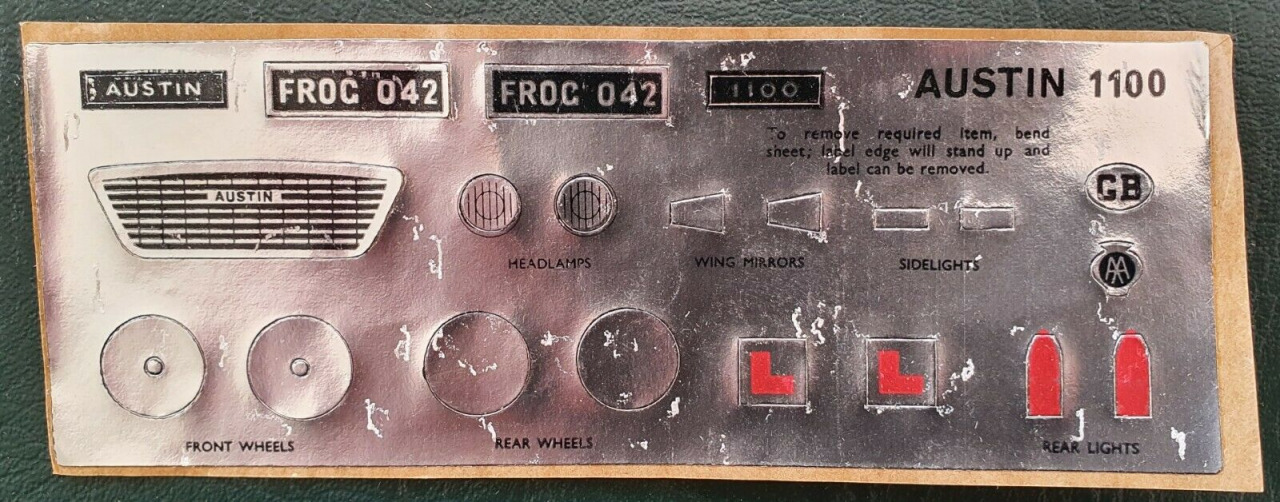 AUSTIN
FROG 042
FROG 042
1100
AUSTIN 1100
To remove required item, bend
sheet; label edge will stand up and
label can be removed.
AUSTIN
GB
HEADLAMPS
WING MIRRORS
SIDELIGHTS
AA
L
L
FRONT WHEELS
REAR WHEELS
REAR LIGHTS